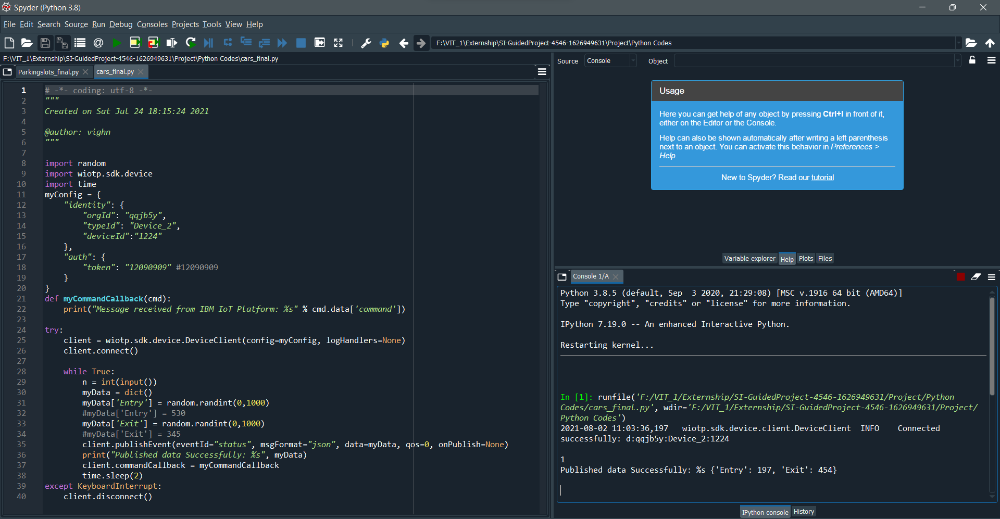 Spyder (Python 3.8)
File Edit Search Source Run Debug Consoles Projects Tools View Help
F:\VIT_1\Externship\SI-GuidedProject-4546-1626949631\Project\Python Codes
F:\VIT_1\Externship\SI-GuidedProject-4546-1626949631\Project\Python Codes\cars_final.py
Parkingslots_final.py cars_final.py
1 # -*- coding: utf-8 -*-
2 """
3 Created on Sat Jul 24 18:15:24 2021
4
5 @author: vighn
6 """
7
8 import random
9 import wiotp.sdk.device
10 import time
11 myConfig = {
12 "identity": {
13 "orgId": "qqjb5y",
14 "typeId": "Device_2",
15 "deviceId":"1224"
16 },
17 "auth": {
18 "token": "12090909" #12090909
19 }
20 }
21 def myCommandCallback(cmd):
22 print("Message received from IBM IoT Platform: %s" % cmd.data['command'])
23
24 try:
25 client = wiotp.sdk.device.DeviceClient(config=myConfig, logHandlers=None)
26 client.connect()
27
28 while True:
29 n = int(input())
30 myData = dict()
31 myData['Entry'] = random.randint(0,1000)
32 #myData['Entry'] = 530
33 myData['Exit'] = random.randint(0,1000)
34 #myData['Exit'] = 345
35 client.publishEvent(eventId="status", msgFormat="json", data=myData, qos=0, onPublish=None)
36 print("Published data Successfully: %s", myData)
37 client.commandCallback = myCommandCallback
38 time.sleep(2)
39 except KeyboardInterrupt:
40 client.disconnect()
Source Console Object
Usage
Here you can get help of any object by pressing Ctrl+I in front of it,
either on the Editor or the Console.
Help can also be shown automatically after writing a left parenthesis
next to an object. You can activate this behavior in Preferences >
Help.
New to Spyder? Read our tutorial
Variable explorer Help Plots Files
Console 1/A
Python 3.8.5 (default, Sep  3 2020, 21:29:08) [MSC v.1916 64 bit (AMD64)]
Type "copyright", "credits" or "license" for more information.
IPython 7.19.0 -- An enhanced Interactive Python.
Restarting kernel...
In [1]: runfile('F:/VIT_1/Externship/SI-GuidedProject-4546-1626949631/Project/Python
Codes/cars_final.py', wdir='F:/VIT_1/Externship/SI-GuidedProject-4546-1626949631/Project/
Python Codes')
2021-08-02 11:03:36,197   wiotp.sdk.device.client.DeviceClient  INFO    Connected
successfully: d:qqjb5y:Device_2:1224
1
Published data Successfully: %s {'Entry': 197, 'Exit': 454}
IPython console History